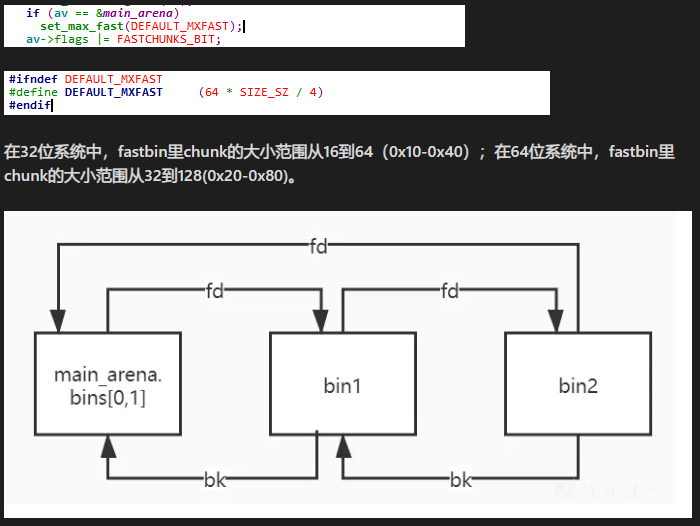 if (av == &main_arena)
set_max_fast(DEFAULT_MXFAST);
av->flags |= FASTCHUNKS_BIT;
#ifndef DEFAULT_MXFAST
#define DEFAULT_MXFAST (64 * SIZE_SZ / 4)
#endif
在32位系统中，fastbin里chunk的大小范围从16到64（0x10-0x40）；在64位系统中，fastbin里
chunk的大小范围从32到128(0x20-0x80)。
fd
fd
fd
main_arena.
bins[0,1]
bin1
bin2
bk
bk